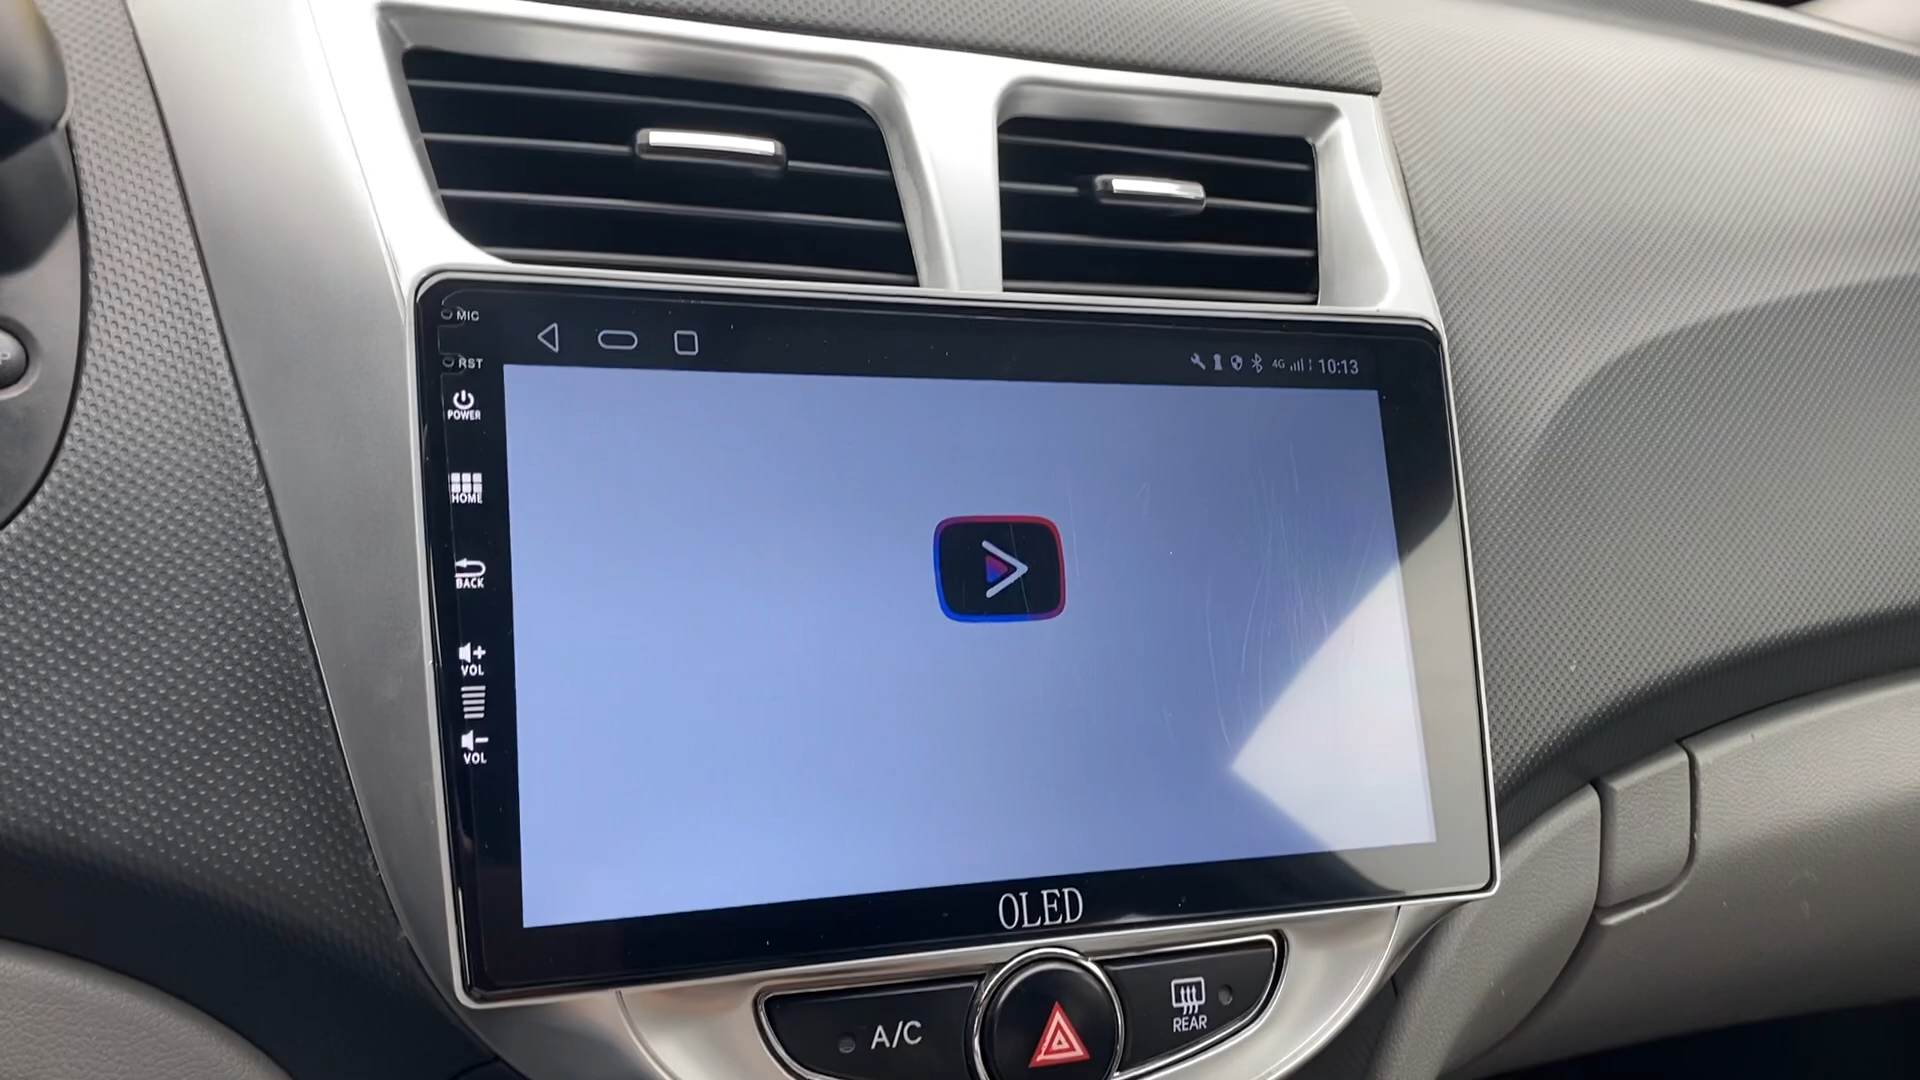 MIC
RST
4G 10:13
POWER
HOME
BACK
VOL
VOL
OLED
A/C
REAR